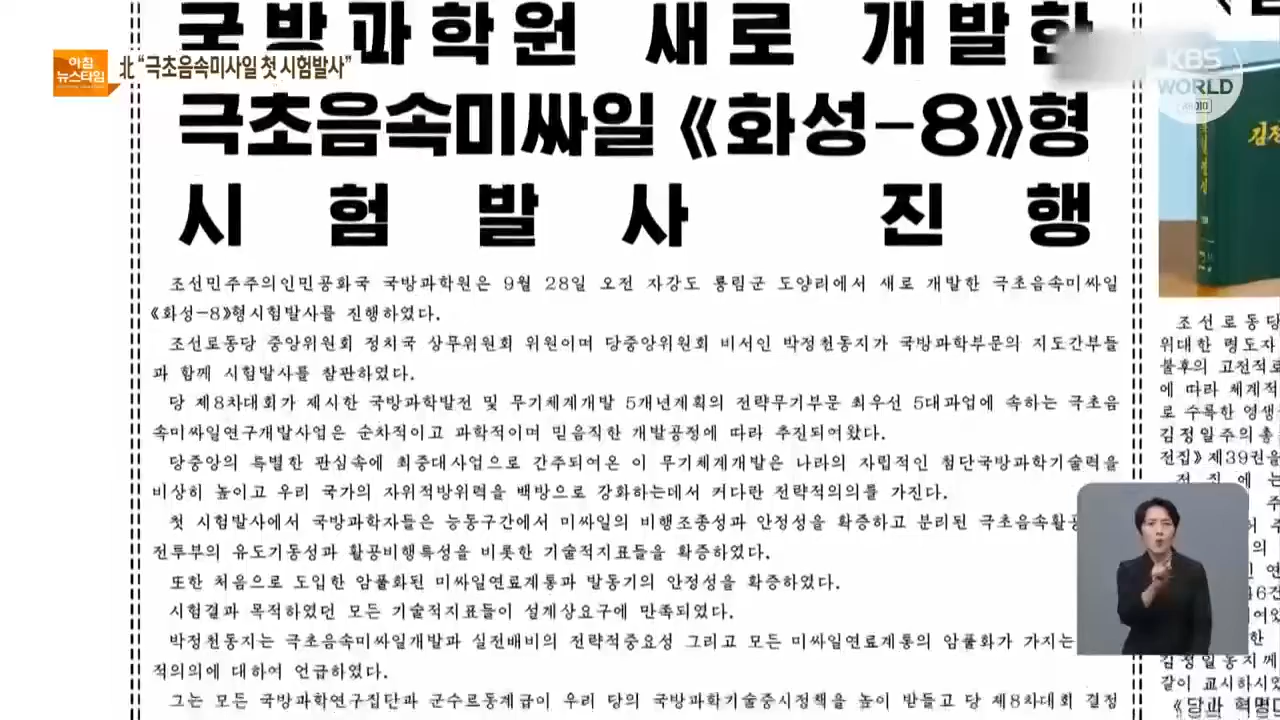 아침
뉴스타임
北 “극초음속미사일 첫 시험발사”
KBS
WORLD
국방과학원 새로 개발한
극초음속미싸일 《화성-8》형
시험발사 진행
조선민주주의인민공화국 국방과학원은 9월 28일 오전 자강도 룡림군 도양리에서 새로 개발한 극초음속미싸일
《화성-8》형시험발사를 진행하였다.
조선로동당 중앙위원회 정치국 상무위원회 위원이며 당중앙위원회 비서인 박정천동지가 국방과학부문의 지도간부들
과 함께 시험발사를 참관하였다.
당 제8차대회가 제시한 국방과학발전 및 무기체계개발 5개년계획의 전략무기부문 최우선 5대과업에 속하는 극초음
속미싸일연구개발사업은 순차적이고 과학적이며 믿음직한 개발공정에 따라 추진되여왔다.
당중앙의 특별한 관심속에 최중대사업으로 간주되여온 이 무기체계개발은 나라의 자립적인 첨단국방과학기술력을
비상히 높이고 우리 국가의 자위적방위력을 백방으로 강화하는데서 커다란 전략적의의를 가진다.
첫 시험발사에서 국방과학자들은 능동구간에서 미싸일의 비행조종성과 안정성을 확증하고 분리된 극초음속활공
전투부의 유도기동성과 활공비행특성을 비롯한 기술적지표들을 확증하였다.
또한 처음으로 도입한 암풀화된 미싸일연료계통과 발동기의 안정성을 확증하였다.
시험결과 목적하였던 모든 기술적지표들이 설계상요구에 만족되였다.
박정천동지는 극초음속미싸일개발과 실전배비의 전략적중요성 그리고 모든 미싸일연료계통의 암풀화가 가지는
적의의에 대하여 언급하였다.
그는 모든 국방과학연구집단과 군수로동계급이 우리 당의 국방과학기술중시정책을 높이 받들고 당 제8차대회 결정
조선로동당
위대한 령도자
불후의 고전적로
에 따라 체계적
로 수록한 영생
김정일주의총
전집》제39권을
전집에는
김정일동지께
같이 교시하시였
《당과 혁명